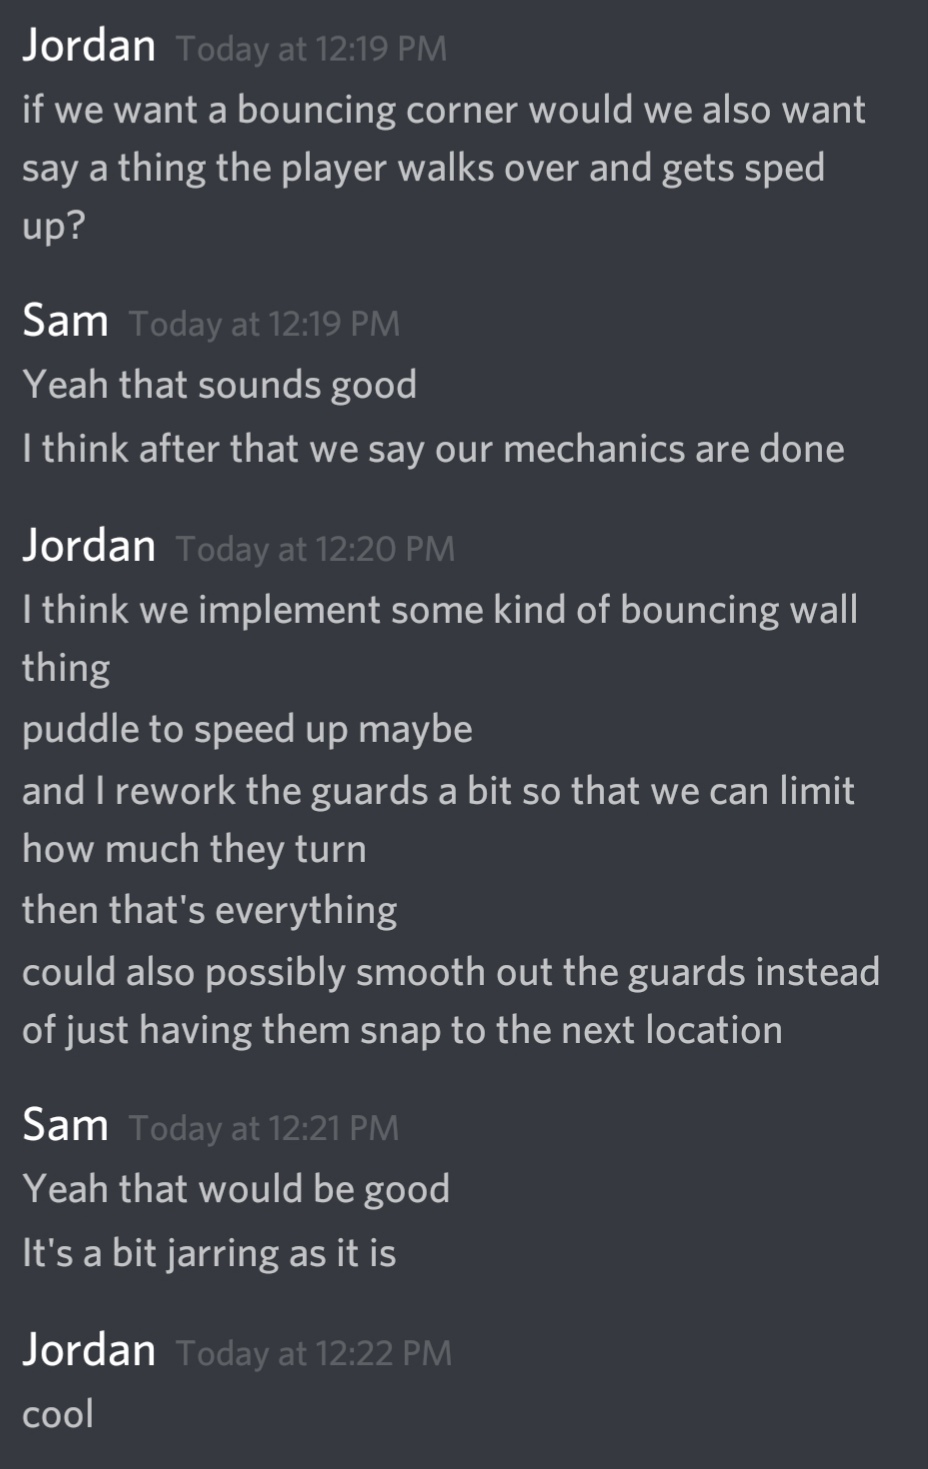 Jordan Today at 12:19 PM
if we want a bouncing corner would we also want
say a thing the player walks over and gets sped
up?
Sam Today at 12:19 PM
Yeah that sounds good
I think after that we say our mechanics are done
Jordan Today at 12:20 PM
I think we implement some kind of bouncing wall
thing
puddle to speed up maybe
and I rework the guards a bit so that we can limit
how much they turn
then that's everything
could also possibly smooth out the guards instead
of just having them snap to the next location
Sam Today at 12:21 PM
Yeah that would be good
It's a bit jarring as it is
Jordan Today at 12:22 PM
cool